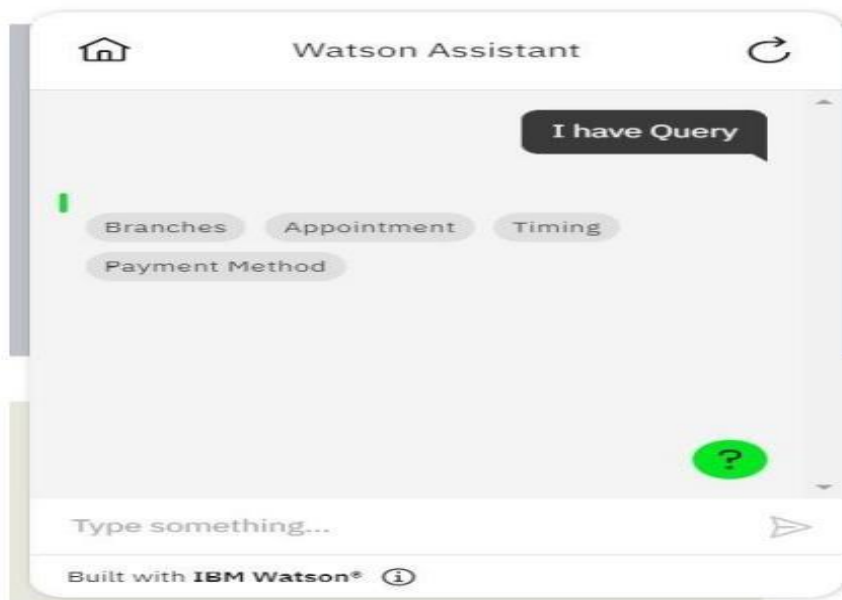 Watson Assistant
I have Query
Branches Appointment Timing
Payment Method
?
Type something...
Built with IBM Watson®